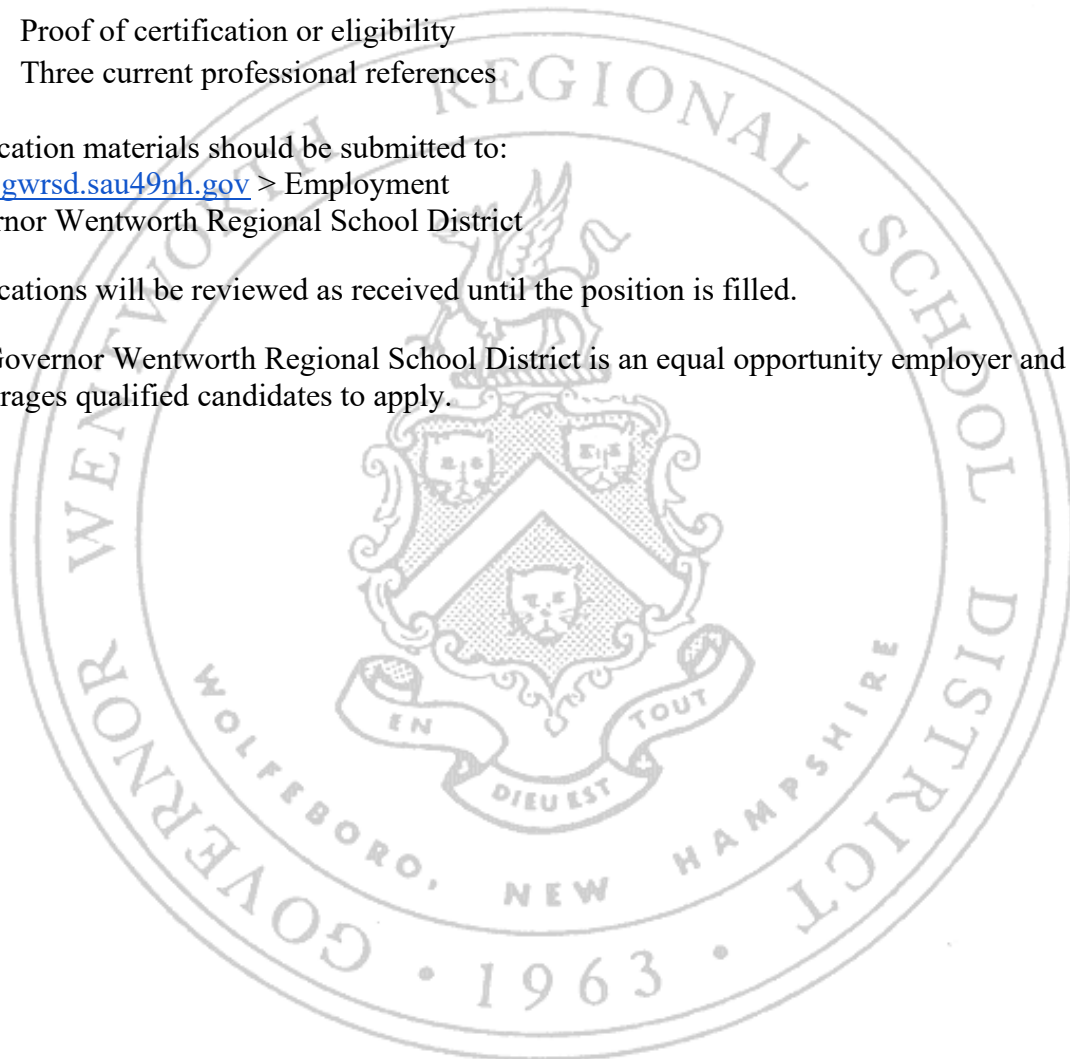 Proof of certification or eligibility
Three current professional references
cation materials should be submitted to:
gwrsd.sau49nh.gov > Employment
rnor Wentworth Regional School District
cations will be reviewed as received until the position is filled.
Governor Wentworth Regional School District is an equal opportunity employer and
rages qualified candidates to apply.
GOVERNOR WENTWORTH REGIONAL SCHOOL DISTRICT
EN DIEU EST TOUT
WOLFEBORO, NEW HAMPSHIRE
• 1963 •